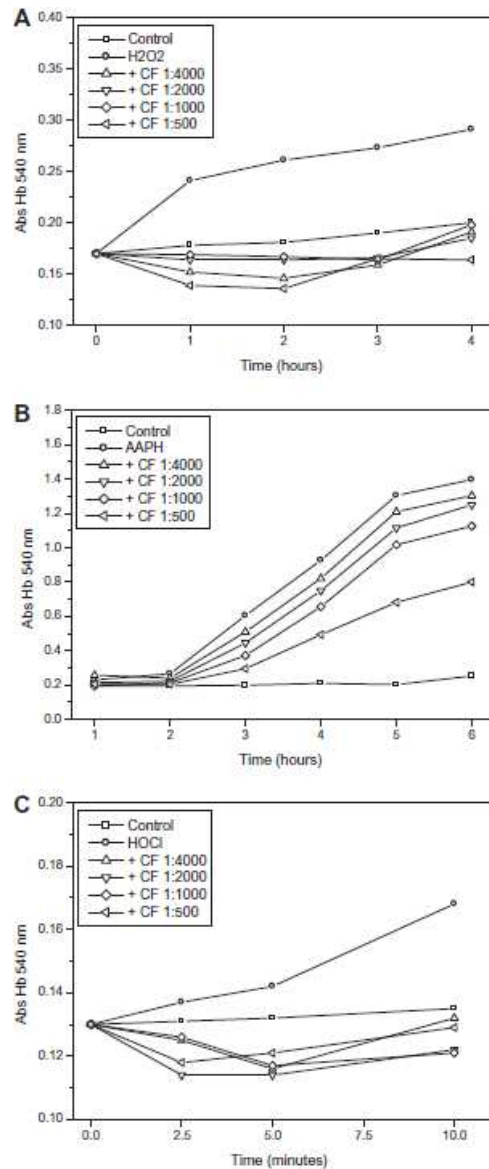 A
0.40
0.35
0.30
0.25
0.20
0.15
0.10
Abs Hb 540 nm
Control
H2O2
+ CF 1:4000
+ CF 1:2000
+ CF 1:1000
+ CF 1:500
0 1 2 3 4
Time (hours)
B
1.8
1.6
1.4
1.2
1.0
0.8
0.6
0.4
0.2
0.0
Abs Hb 540 nm
Control
AAPH
+ CF 1:4000
+ CF 1:2000
+ CF 1:1000
+ CF 1:500
1 2 3 4 5 6
Time (hours)
C
0.20
0.18
0.16
0.14
0.12
0.10
Abs Hb 540 nm
Control
HOCl
+ CF 1:4000
+ CF 1:2000
+ CF 1:1000
+ CF 1:500
0.0 2.5 5.0 10.0
Time (minutes)